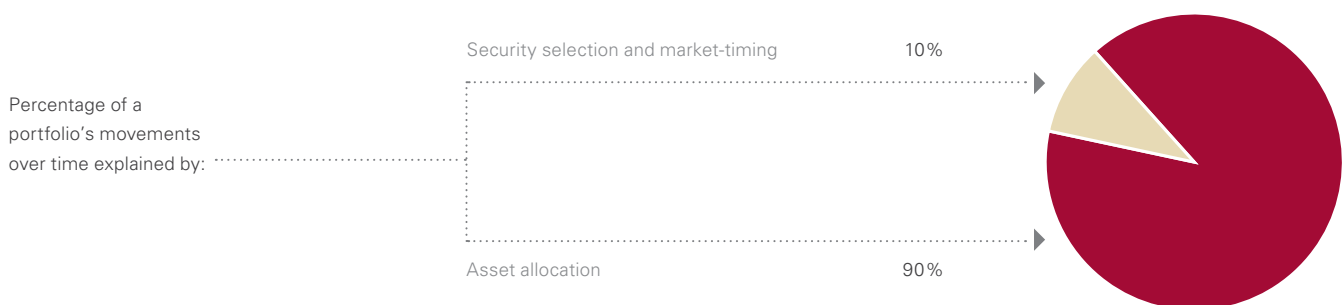 Percentage of a
portfolio’s movements
over time explained by:
Security selection and market-timing 10%
Asset allocation 90%